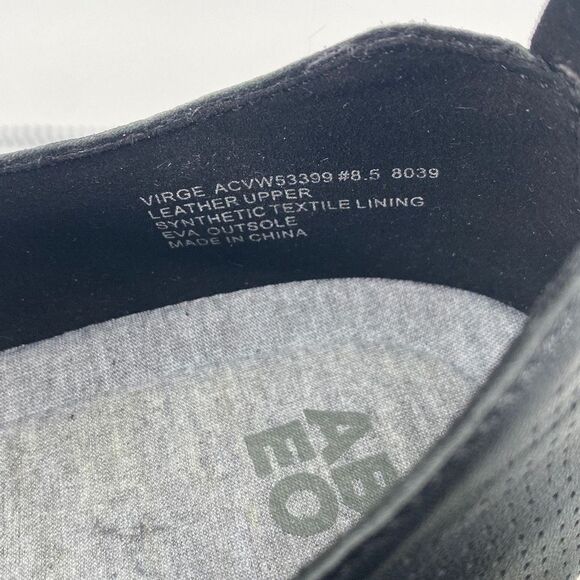 VIRGE ACVW53399 #8.5 8039
LEATHER UPPER
SYNTHETIC TEXTILE LINING
EVA OUTSOLE
MADE IN CHINA
AB
EO